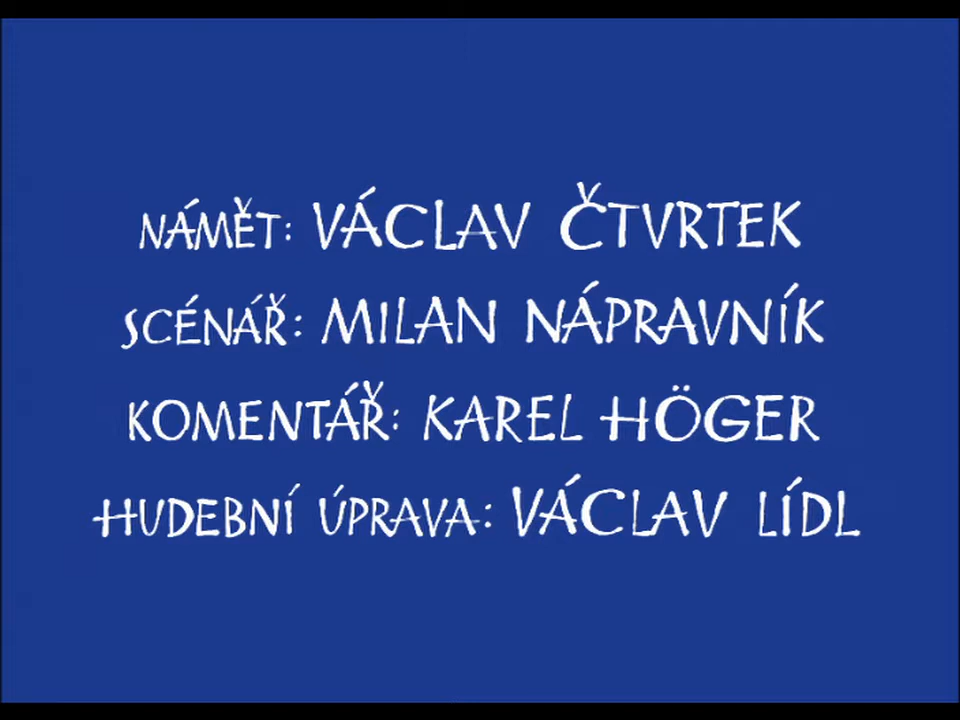 NÁMĚT: VÁCLAV ČTVRTEK
SCÉNÁŘ: MILAN NÁPRAVNÍK
KOMENTÁŘ: KAREL HÖGER
HUDEBNÍ ÚPRAVA: VÁCLAV LÍDL